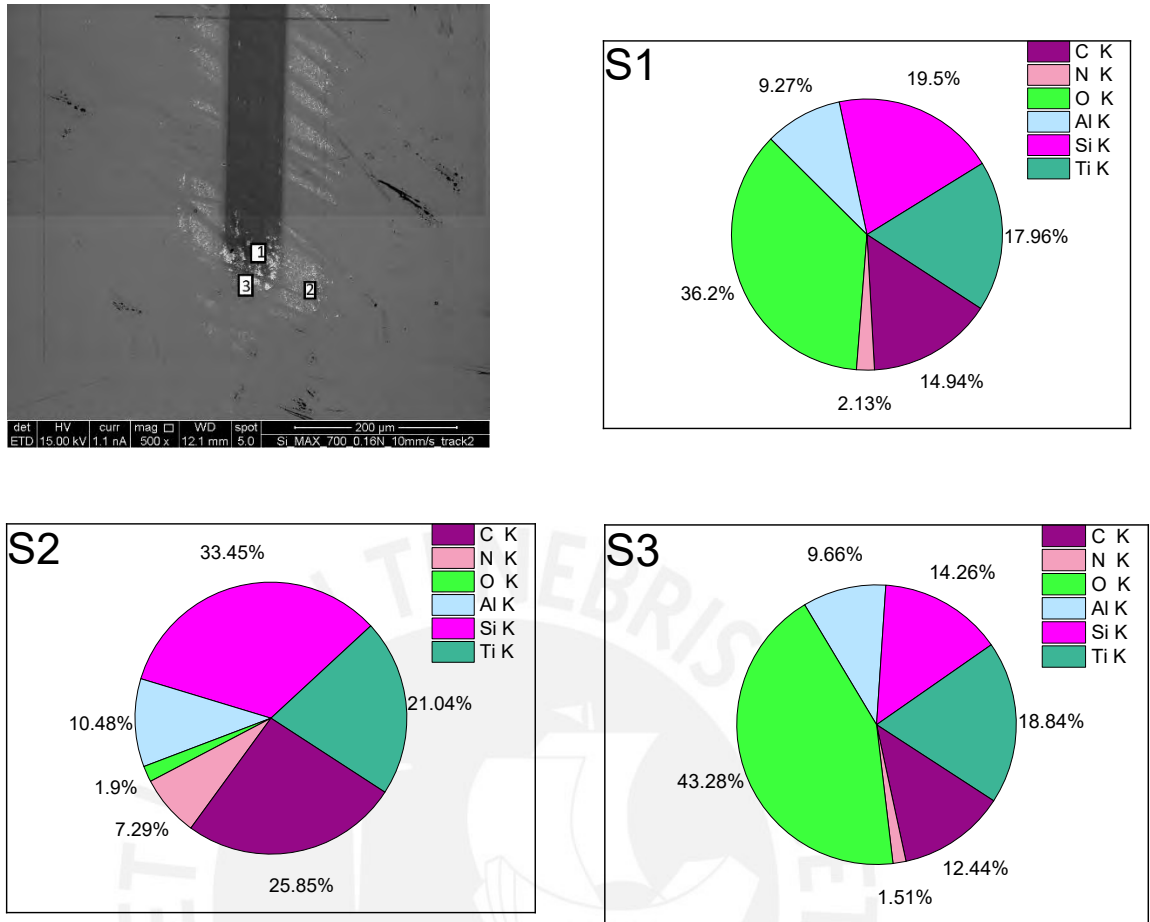 1
3
2
det HV curr mag □ WD spot 200 µm
ETD 15.00 kV 1.1 nA 500 x 12.1 mm 5.0 Si_MAX_700_0.16N_10mm/s_track2
S1
C K
N K
O K
Al K
Si K
Ti K
9.27%
19.5%
17.96%
36.2%
14.94%
2.13%
S2
C K
N K
O K
Al K
Si K
Ti K
33.45%
21.04%
10.48%
1.9%
7.29%
25.85%
S3
C K
N K
O K
Al K
Si K
Ti K
9.66%
14.26%
18.84%
43.28%
12.44%
1.51%
ET
TENEBRIS